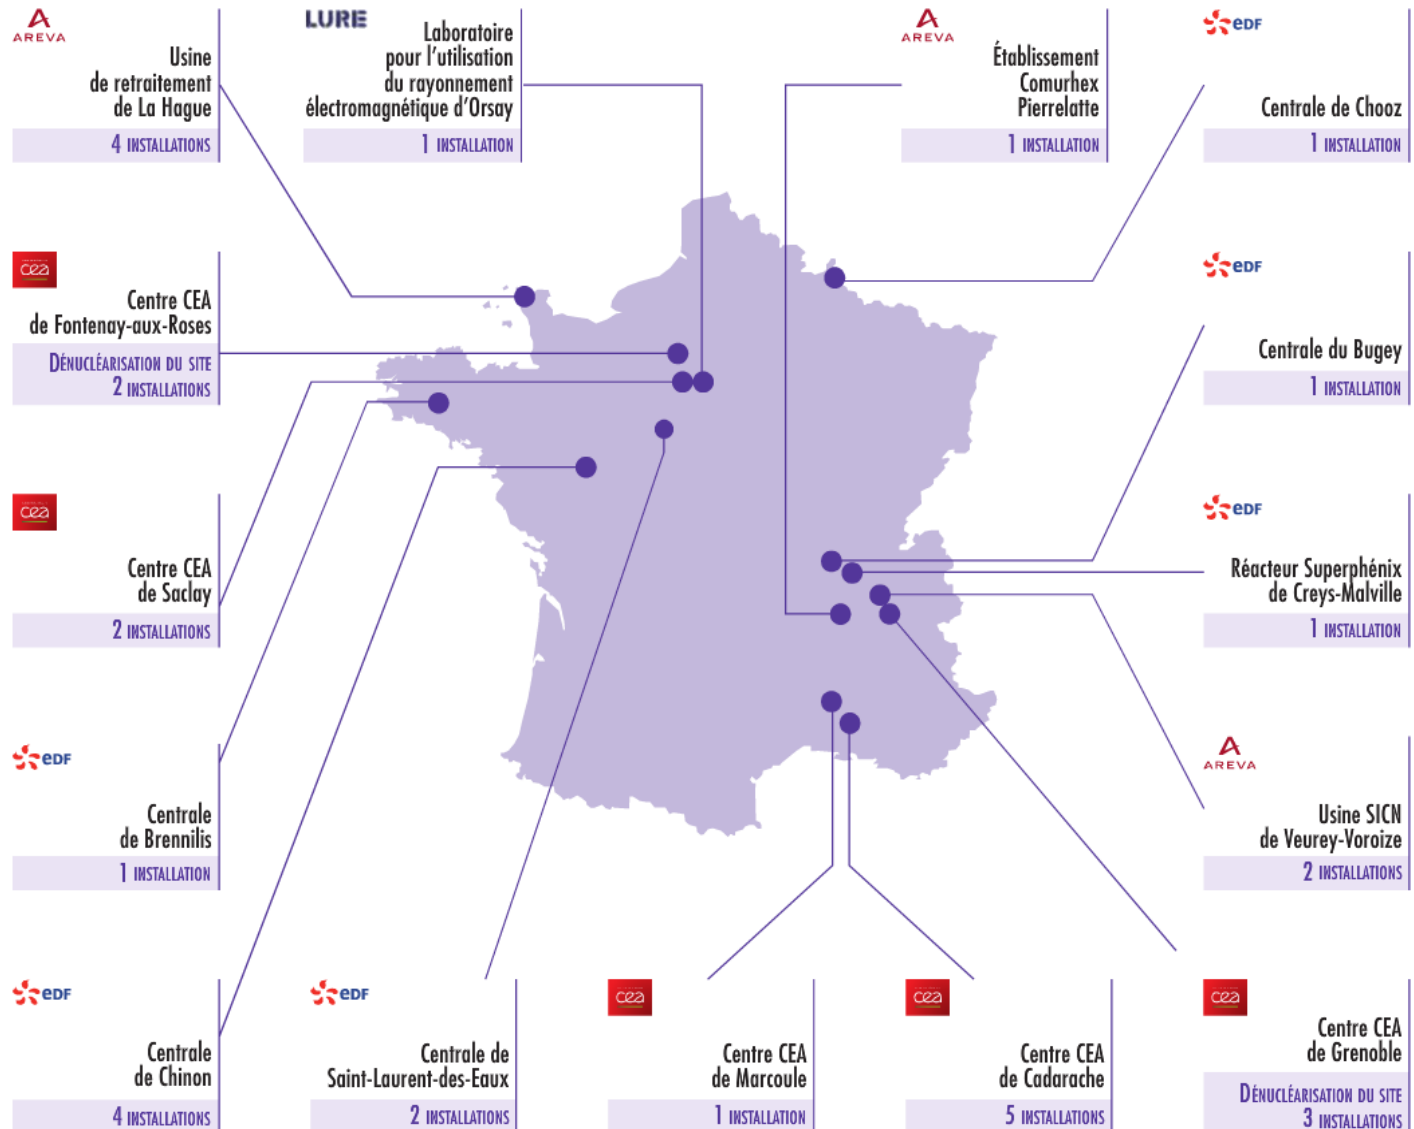 AREVA
Usine
de retraitement
de La Hague
4 INSTALLATIONS
LURE
Laboratoire
pour l'utilisation
du rayonnement
électromagnétique d'Orsay
1 INSTALLATION
AREVA
Établissement
Comurhex
Pierrelatte
1 INSTALLATION
eDF
Centrale de Chooz
1 INSTALLATION
cea
Centre CEA
de Fontenay-aux-Roses
DÉNUCLÉARISATION DU SITE
2 INSTALLATIONS
eDF
Centrale du Bugey
1 INSTALLATION
cea
Centre CEA
de Saclay
2 INSTALLATIONS
eDF
Réacteur Superphénix
de Creys-Malville
1 INSTALLATION
eDF
Centrale
de Brennilis
1 INSTALLATION
AREVA
Usine SICN
de Veurey-Voroize
2 INSTALLATIONS
eDF
Centrale
de Chinon
4 INSTALLATIONS
eDF
Centrale de
Saint-Laurent-des-Eaux
2 INSTALLATIONS
cea
Centre CEA
de Marcoule
1 INSTALLATION
cea
Centre CEA
de Cadarache
5 INSTALLATIONS
cea
Centre CEA
de Grenoble
DÉNUCLÉARISATION DU SITE
3 INSTALLATIONS